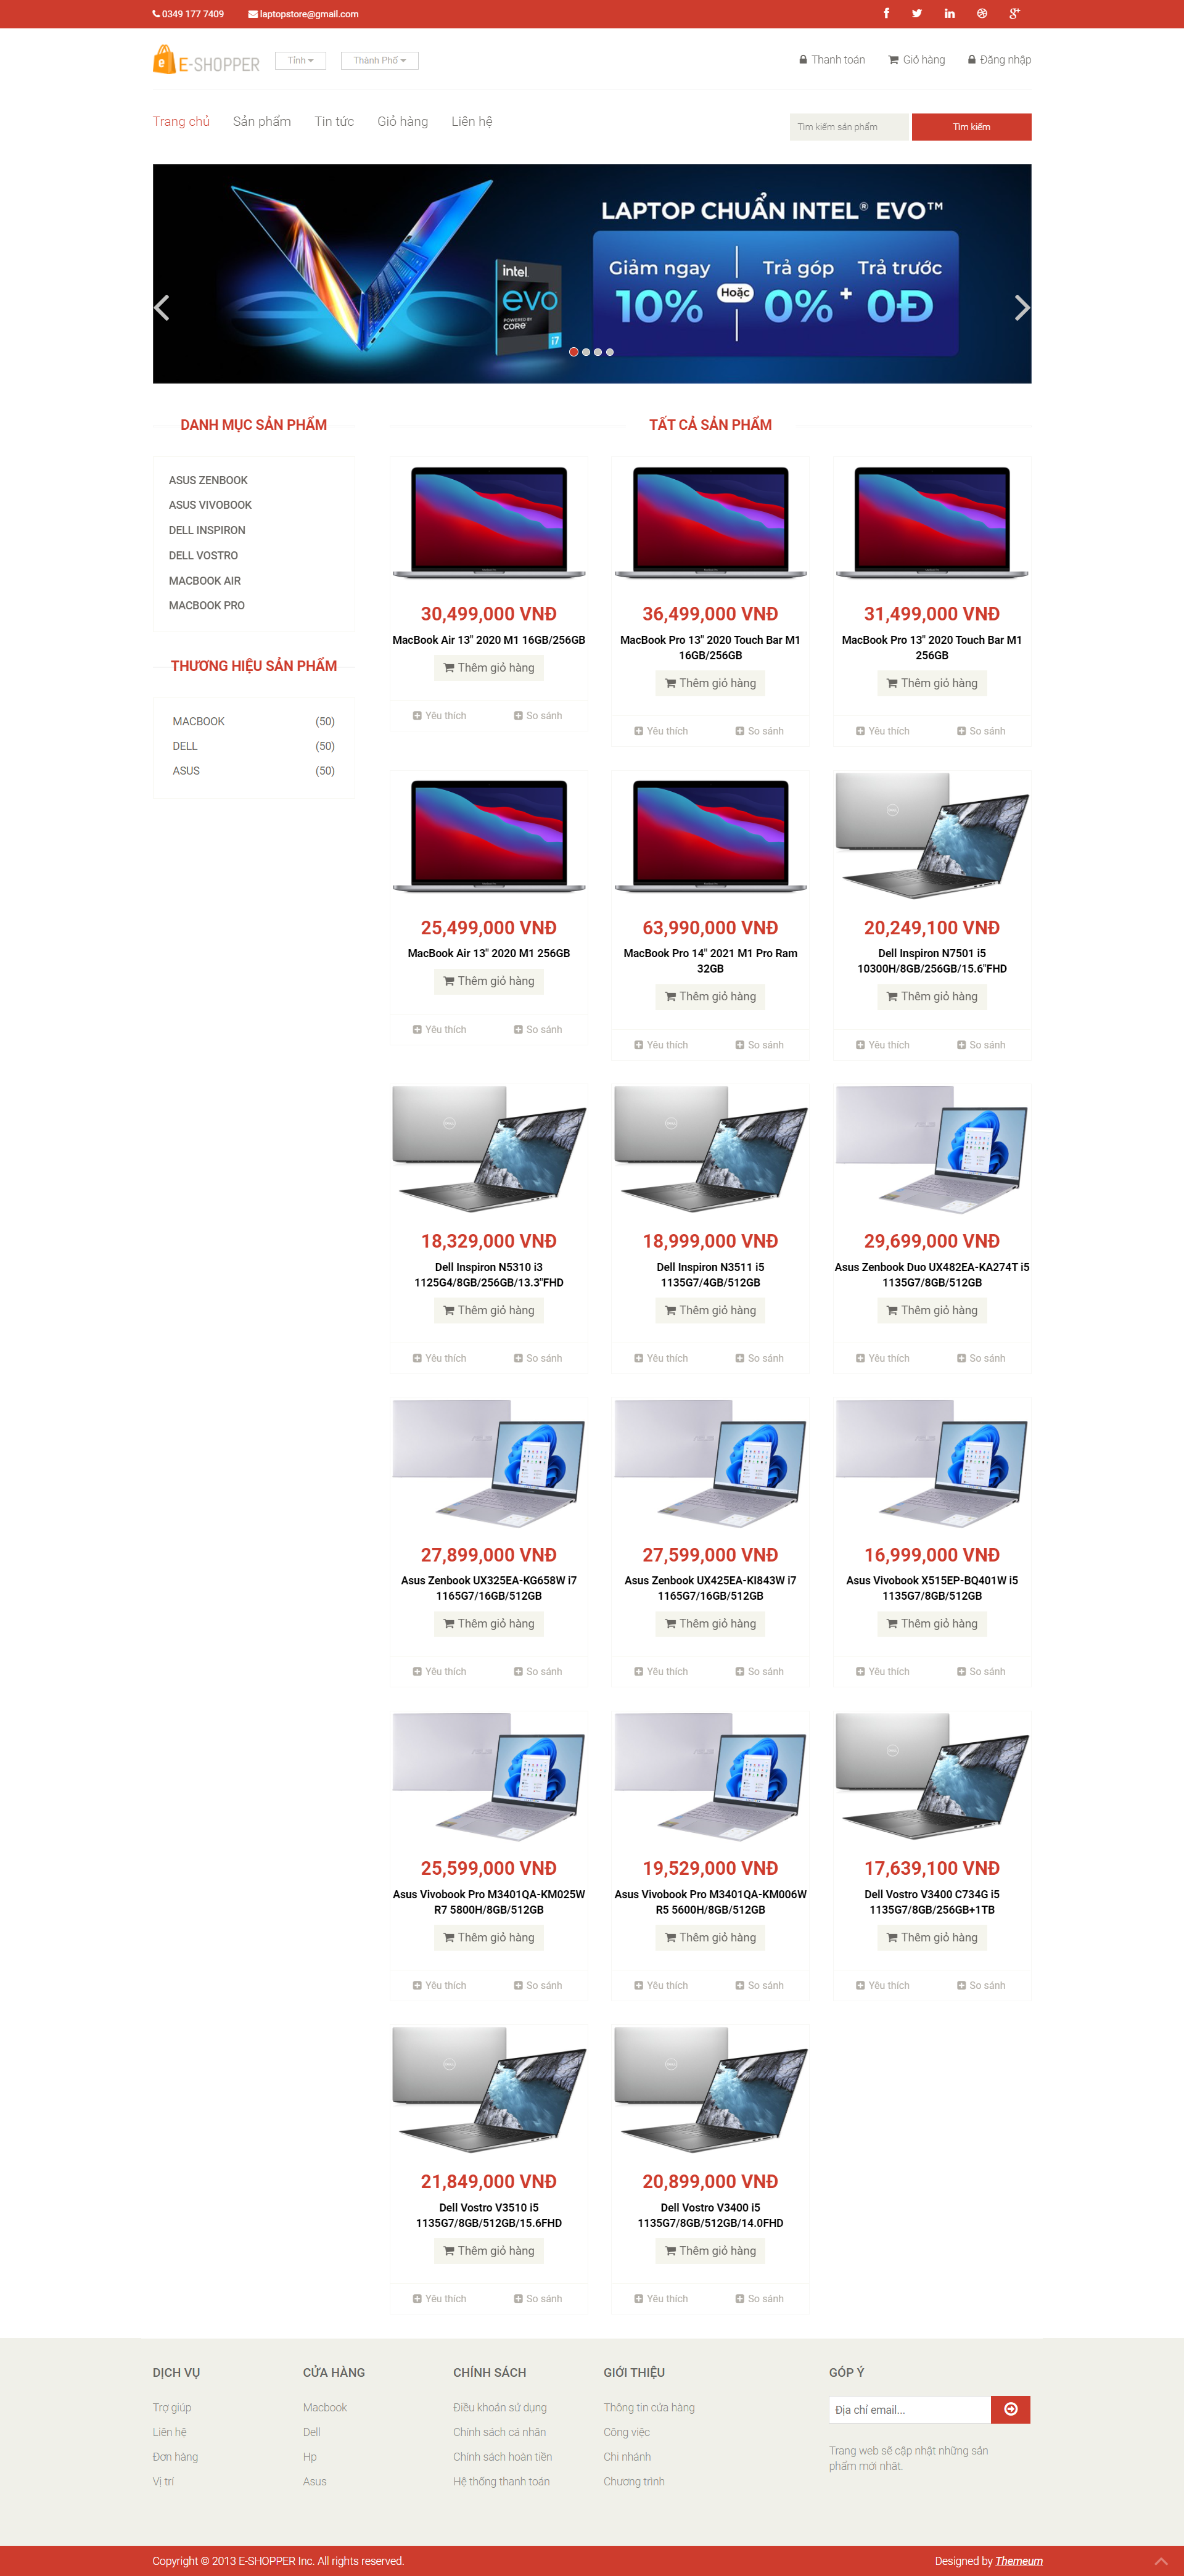 0349 177 7409 laptopstore@gmail.com
E-SHOPPER Tỉnh Thành Phố Thanh toán Giỏ hàng Đăng nhập
Trang chủ Sản phẩm Tin tức Giỏ hàng Liên hệ Tìm kiếm sản phẩm Tìm kiếm
LAPTOP CHUẨN INTEL® EVO™
Giảm ngay Trả góp Trả trước
10% Hoặc 0% + 0Đ
intel
evo
POWERED BY
CORE
i7
DANH MỤC SẢN PHẨM
ASUS ZENBOOK
ASUS VIVOBOOK
DELL INSPIRON
DELL VOSTRO
MACBOOK AIR
MACBOOK PRO
THƯƠNG HIỆU SẢN PHẨM
MACBOOK (50)
DELL (50)
ASUS (50)
TẤT CẢ SẢN PHẨM
30,499,000 VNĐ
MacBook Air 13" 2020 M1 16GB/256GB
Thêm giỏ hàng
Yêu thích So sánh
36,499,000 VNĐ
MacBook Pro 13" 2020 Touch Bar M1
16GB/256GB
Thêm giỏ hàng
Yêu thích So sánh
31,499,000 VNĐ
MacBook Pro 13" 2020 Touch Bar M1
256GB
Thêm giỏ hàng
Yêu thích So sánh
25,499,000 VNĐ
MacBook Air 13" 2020 M1 256GB
Thêm giỏ hàng
Yêu thích So sánh
63,990,000 VNĐ
MacBook Pro 14" 2021 M1 Pro Ram
32GB
Thêm giỏ hàng
Yêu thích So sánh
20,249,100 VNĐ
Dell Inspiron N7501 i5
10300H/8GB/256GB/15.6"FHD
Thêm giỏ hàng
Yêu thích So sánh
18,329,000 VNĐ
Dell Inspiron N5310 i3
1125G4/8GB/256GB/13.3"FHD
Thêm giỏ hàng
Yêu thích So sánh
18,999,000 VNĐ
Dell Inspiron N3511 i5
1135G7/4GB/512GB
Thêm giỏ hàng
Yêu thích So sánh
29,699,000 VNĐ
Asus Zenbook Duo UX482EA-KA274T i5
1135G7/8GB/512GB
Thêm giỏ hàng
Yêu thích So sánh
27,899,000 VNĐ
Asus Zenbook UX325EA-KG658W i7
1165G7/16GB/512GB
Thêm giỏ hàng
Yêu thích So sánh
27,599,000 VNĐ
Asus Zenbook UX425EA-KI843W i7
1165G7/16GB/512GB
Thêm giỏ hàng
Yêu thích So sánh
16,999,000 VNĐ
Asus Vivobook X515EP-BQ401W i5
1135G7/8GB/512GB
Thêm giỏ hàng
Yêu thích So sánh
25,599,000 VNĐ
Asus Vivobook Pro M3401QA-KM025W
R7 5800H/8GB/512GB
Thêm giỏ hàng
Yêu thích So sánh
19,529,000 VNĐ
Asus Vivobook Pro M3401QA-KM006W
R5 5600H/8GB/512GB
Thêm giỏ hàng
Yêu thích So sánh
17,639,100 VNĐ
Dell Vostro V3400 C734G i5
1135G7/8GB/256GB+1TB
Thêm giỏ hàng
Yêu thích So sánh
21,849,000 VNĐ
Dell Vostro V3510 i5
1135G7/8GB/512GB/15.6FHD
Thêm giỏ hàng
Yêu thích So sánh
20,899,000 VNĐ
Dell Vostro V3400 i5
1135G7/8GB/512GB/14.0FHD
Thêm giỏ hàng
Yêu thích So sánh
DỊCH VỤ
Trợ giúp
Liên hệ
Đơn hàng
Vị trí
CỬA HÀNG
Macbook
Dell
Hp
Asus
CHÍNH SÁCH
Điều khoản sử dụng
Chính sách cá nhân
Chính sách hoàn tiền
Hệ thống thanh toán
GIỚI THIỆU
Thông tin cửa hàng
Công việc
Chi nhánh
Chương trình
GÓP Ý
Địa chỉ email...
Trang web sẽ cập nhật những sản
phẩm mới nhất.
Copyright © 2013 E-SHOPPER Inc. All rights reserved. Designed by Themeum